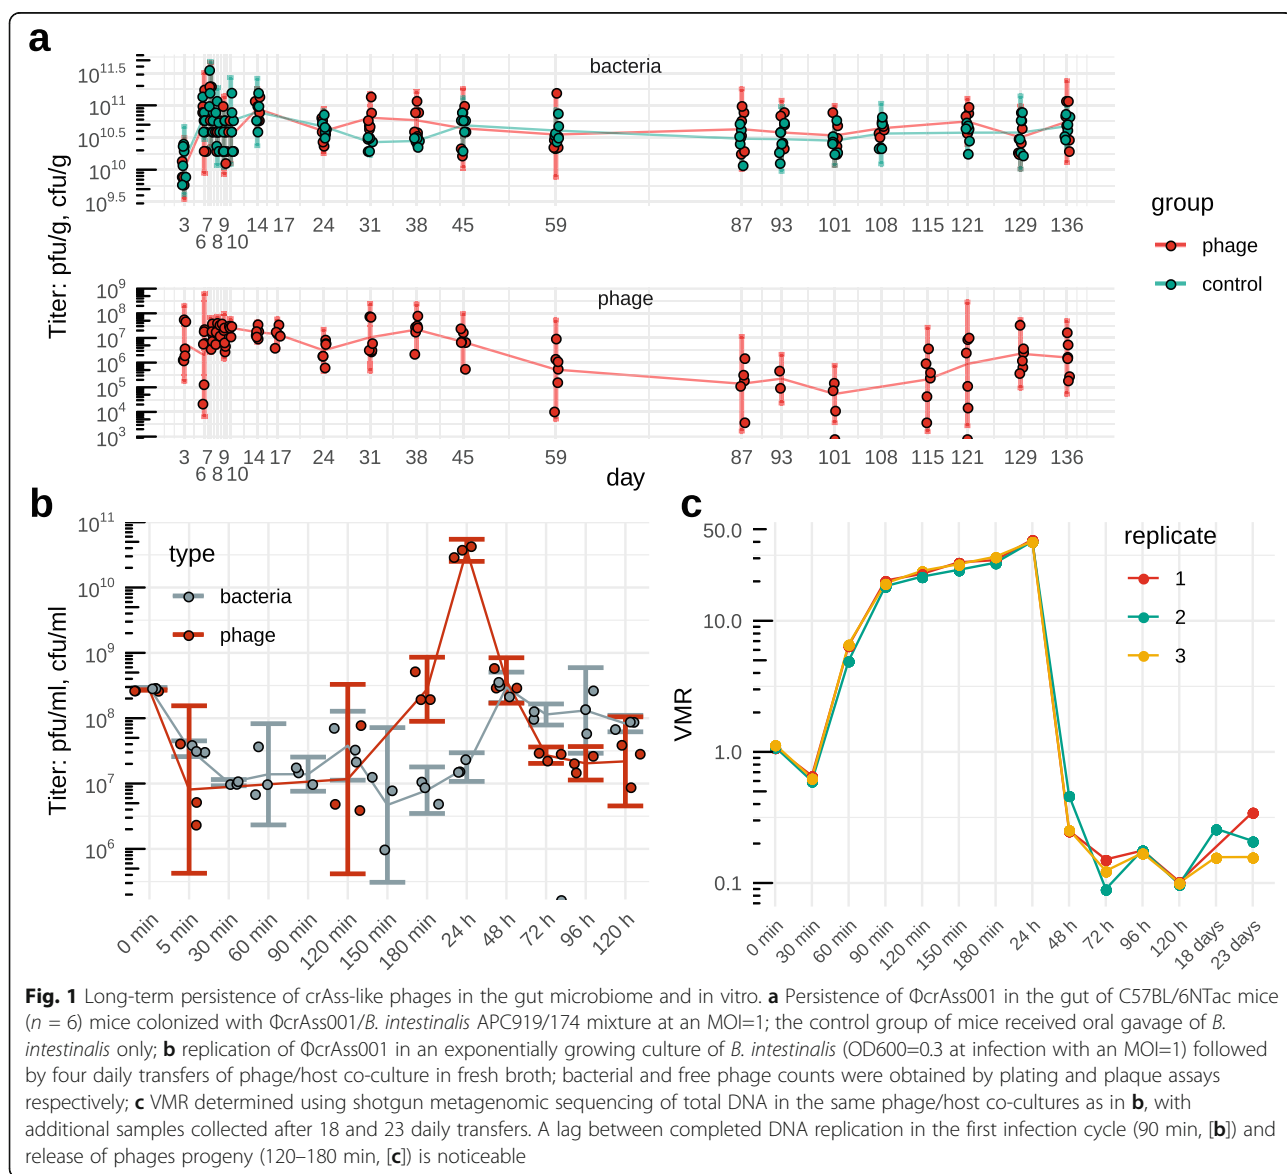 a
bacteria
Titer: pfu/g, cfu/g
10^11.5
10^11
10^10.5
10^10
10^9.5
3 7 9 14 17 24 31 38 45 59 87 93 101 108 115 121 129 136
6 8 10
group
phage
control
phage
10^9
10^8
10^7
10^6
10^5
10^4
10^3
3 7 9 14 17 24 31 38 45 59 87 93 101 108 115 121 129 136
6 8 10
day
b
Titer: pfu/ml, cfu/ml
10^11
10^10
10^9
10^8
10^7
10^6
type
bacteria
phage
0 min 5 min 30 min 60 min 90 min 120 min 150 min 180 min 24 h 48 h 72 h 96 h 120 h
c
VMR
50.0
10.0
1.0
0.1
replicate
1
2
3
0 min 30 min 60 min 90 min 120 min 150 min 180 min 24 h 48 h 72 h 96 h 120 h 18 days 23 days
Fig. 1 Long-term persistence of crAss-like phages in the gut microbiome and in vitro. a Persistence of ΦcrAss001 in the gut of C57BL/6NTac mice
(n = 6) mice colonized with ΦcrAss001/B. intestinalis APC919/174 mixture at an MOI=1; the control group of mice received oral gavage of B.
intestinalis only; b replication of ΦcrAss001 in an exponentially growing culture of B. intestinalis (OD600=0.3 at infection with an MOI=1) followed
by four daily transfers of phage/host co-culture in fresh broth; bacterial and free phage counts were obtained by plating and plaque assays
respectively; c VMR determined using shotgun metagenomic sequencing of total DNA in the same phage/host co-cultures as in b, with
additional samples collected after 18 and 23 daily transfers. A lag between completed DNA replication in the first infection cycle (90 min, [b]) and
release of phages progeny (120–180 min, [c]) is noticeable